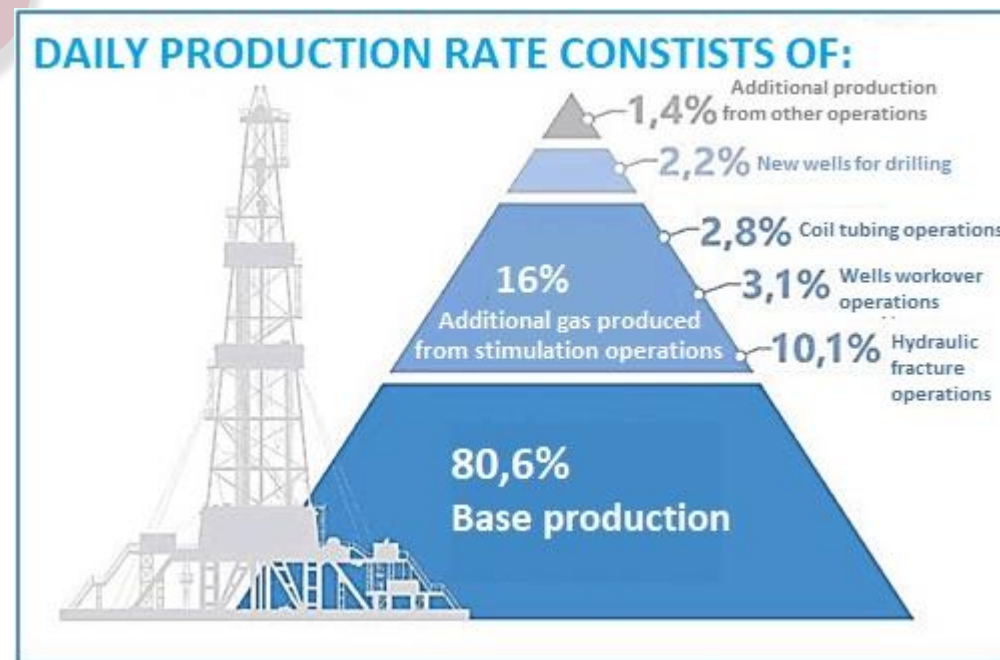 DAILY PRODUCTION RATE CONSTISTS OF:
1,4% Additional production
from other operations
2,2% New wells for drilling
2,8% Coil tubing operations
3,1% Wells workover
operations
10,1% Hydraulic
fracture
operations
16%
Additional gas produced
from stimulation operations
80,6%
Base production